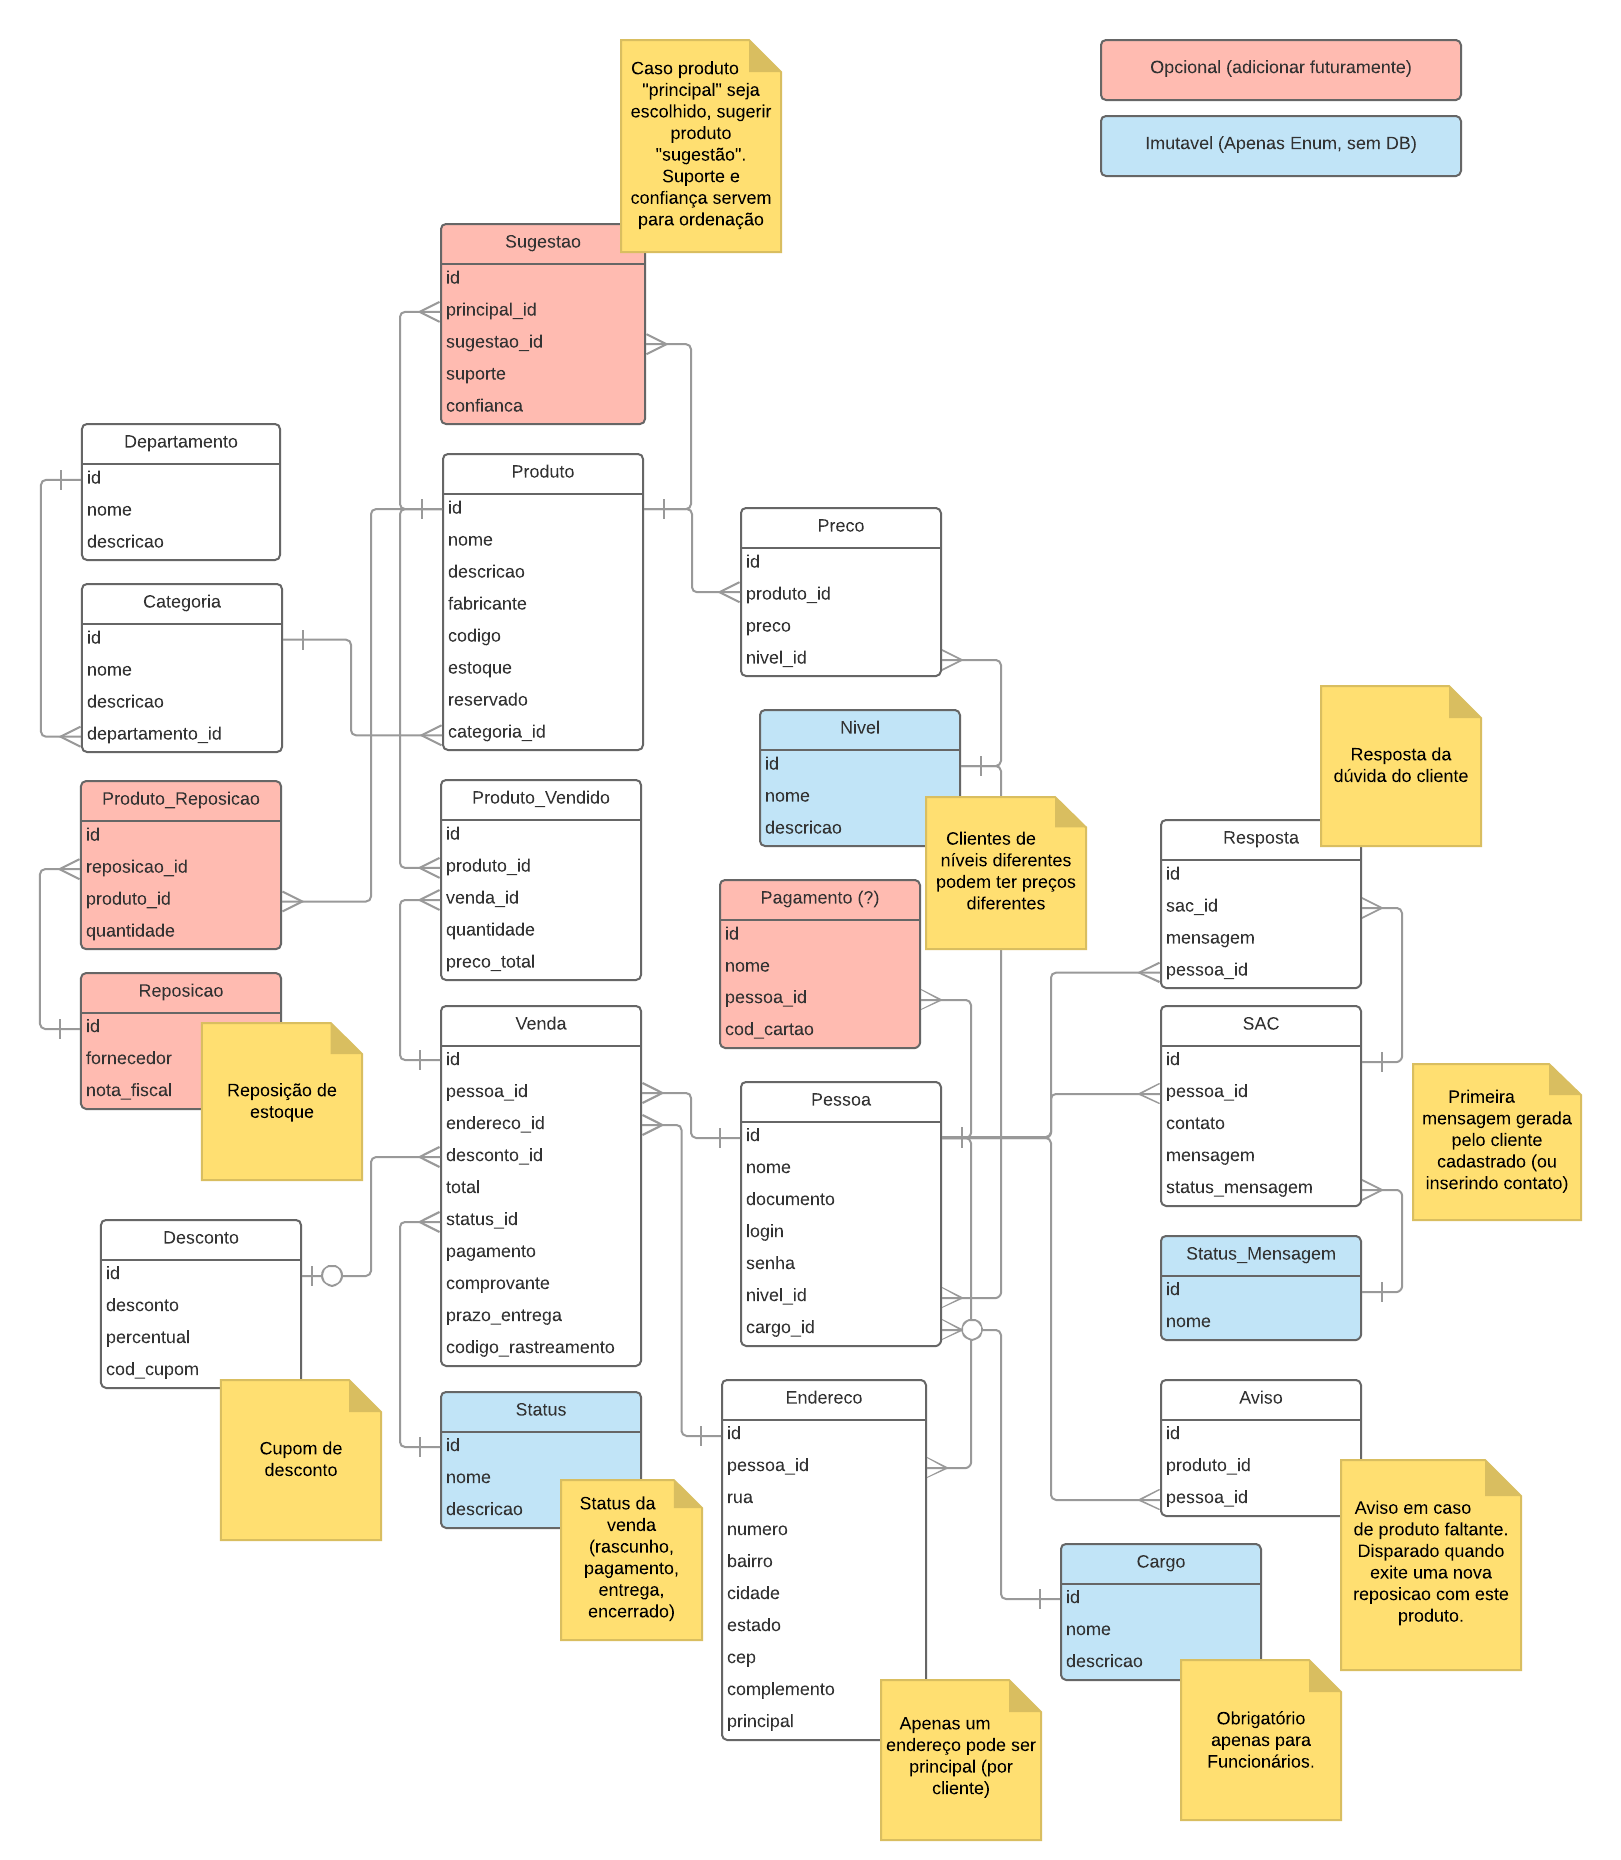 Caso produto
"principal" seja
escolhido, sugerir
produto
"sugestão".
Suporte e
confiança servem
para ordenação
Opcional (adicionar futuramente)
Imutavel (Apenas Enum, sem DB)
Sugestao
id
principal_id
sugestao_id
suporte
confianca
Departamento
id
nome
descricao
Produto
id
nome
descricao
fabricante
codigo
estoque
reservado
categoria_id
Preco
id
produto_id
preco
nivel_id
Categoria
id
nome
descricao
departamento_id
Nivel
id
nome
descricao
Clientes de
níveis diferentes
podem ter preços
diferentes
Resposta da
dúvida do cliente
Produto_Reposicao
id
reposicao_id
produto_id
quantidade
Produto_Vendido
id
produto_id
venda_id
quantidade
preco_total
Pagamento (?)
id
nome
pessoa_id
cod_cartao
Resposta
id
sac_id
mensagem
pessoa_id
Reposicao
id
fornecedor
nota_fiscal
Reposição de
estoque
Venda
id
pessoa_id
endereco_id
desconto_id
total
status_id
pagamento
comprovante
prazo_entrega
codigo_rastreamento
Pessoa
id
nome
documento
login
senha
nivel_id
cargo_id
SAC
id
pessoa_id
contato
mensagem
status_mensagem
Primeira
mensagem gerada
pelo cliente
cadastrado (ou
inserindo contato)
Desconto
id
desconto
percentual
cod_cupom
Cupom de
desconto
Status_Mensagem
id
nome
Status
id
nome
descricao
Status da
venda
(rascunho,
pagamento,
entrega,
encerrado)
Endereco
id
pessoa_id
rua
numero
bairro
cidade
estado
cep
complemento
principal
Apenas um
endereço pode ser
principal (por
cliente)
Aviso
id
produto_id
pessoa_id
Aviso em caso
de produto faltante.
Disparado quando
exite uma nova
reposicao com este
produto.
Cargo
id
nome
descricao
Obrigatório
apenas para
Funcionários.